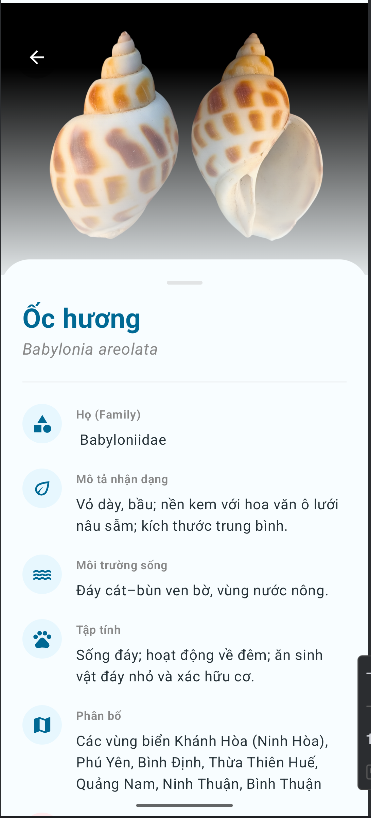 Ốc hương
Babylonia areolata
Họ (Family)
Babyloniidae
Mô tả nhận dạng
Vỏ dày, bầu; nền kem với hoa văn ô lưới
nâu sẫm; kích thước trung bình.
Môi trường sống
Đáy cát–bùn ven bờ, vùng nước nông.
Tập tính
Sống đáy; hoạt động về đêm; ăn sinh
vật đáy nhỏ và xác hữu cơ.
Phân bố
Các vùng biển Khánh Hòa (Ninh Hòa),
Phú Yên, Bình Định, Thừa Thiên Huế,
Quảng Nam, Ninh Thuận, Bình Thuận